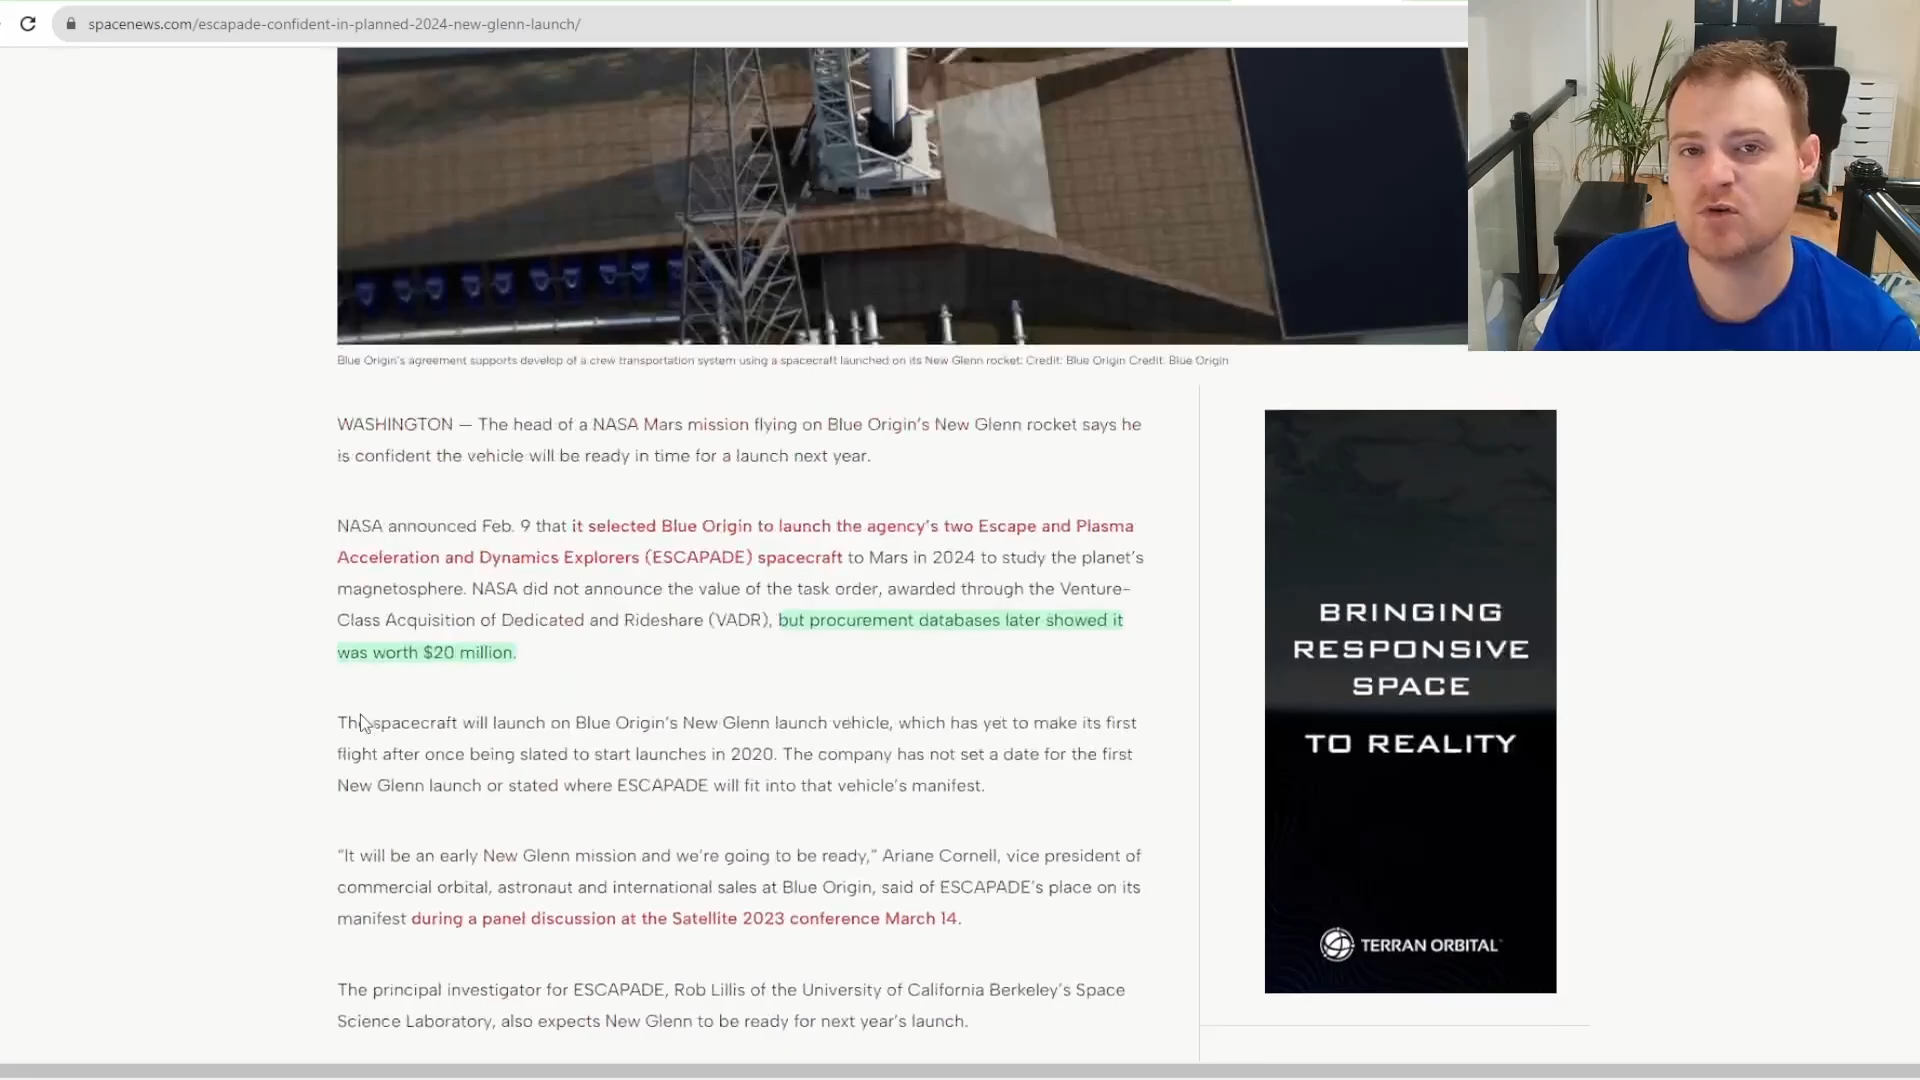 spacenews.com/escapade-confident-in-planned-2024-new-glenn-launch/
Blue Origin's agreement supports develop of a crew transportation system using a spacecraft launched on its New Glenn rocket: Credit: Blue Origin Credit: Blue Origin
WASHINGTON — The head of a NASA Mars mission flying on Blue Origin's New Glenn rocket says he
is confident the vehicle will be ready in time for a launch next year.
NASA announced Feb. 9 that it selected Blue Origin to launch the agency's two Escape and Plasma
Acceleration and Dynamics Explorers (ESCAPADE) spacecraft to Mars in 2024 to study the planet's
magnetosphere. NASA did not announce the value of the task order, awarded through the Venture-
Class Acquisition of Dedicated and Rideshare (VADR), but procurement databases later showed it
was worth $20 million.
The spacecraft will launch on Blue Origin's New Glenn launch vehicle, which has yet to make its first
flight after once being slated to start launches in 2020. The company has not set a date for the first
New Glenn launch or stated where ESCAPADE will fit into that vehicle's manifest.
"It will be an early New Glenn mission and we're going to be ready," Ariane Cornell, vice president of
commercial orbital, astronaut and international sales at Blue Origin, said of ESCAPADE's place on its
manifest during a panel discussion at the Satellite 2023 conference March 14.
The principal investigator for ESCAPADE, Rob Lillis of the University of California Berkeley's Space
Science Laboratory, also expects New Glenn to be ready for next year's launch.
BRINGING
RESPONSIVE
SPACE
TO REALITY
TERRAN ORBITAL